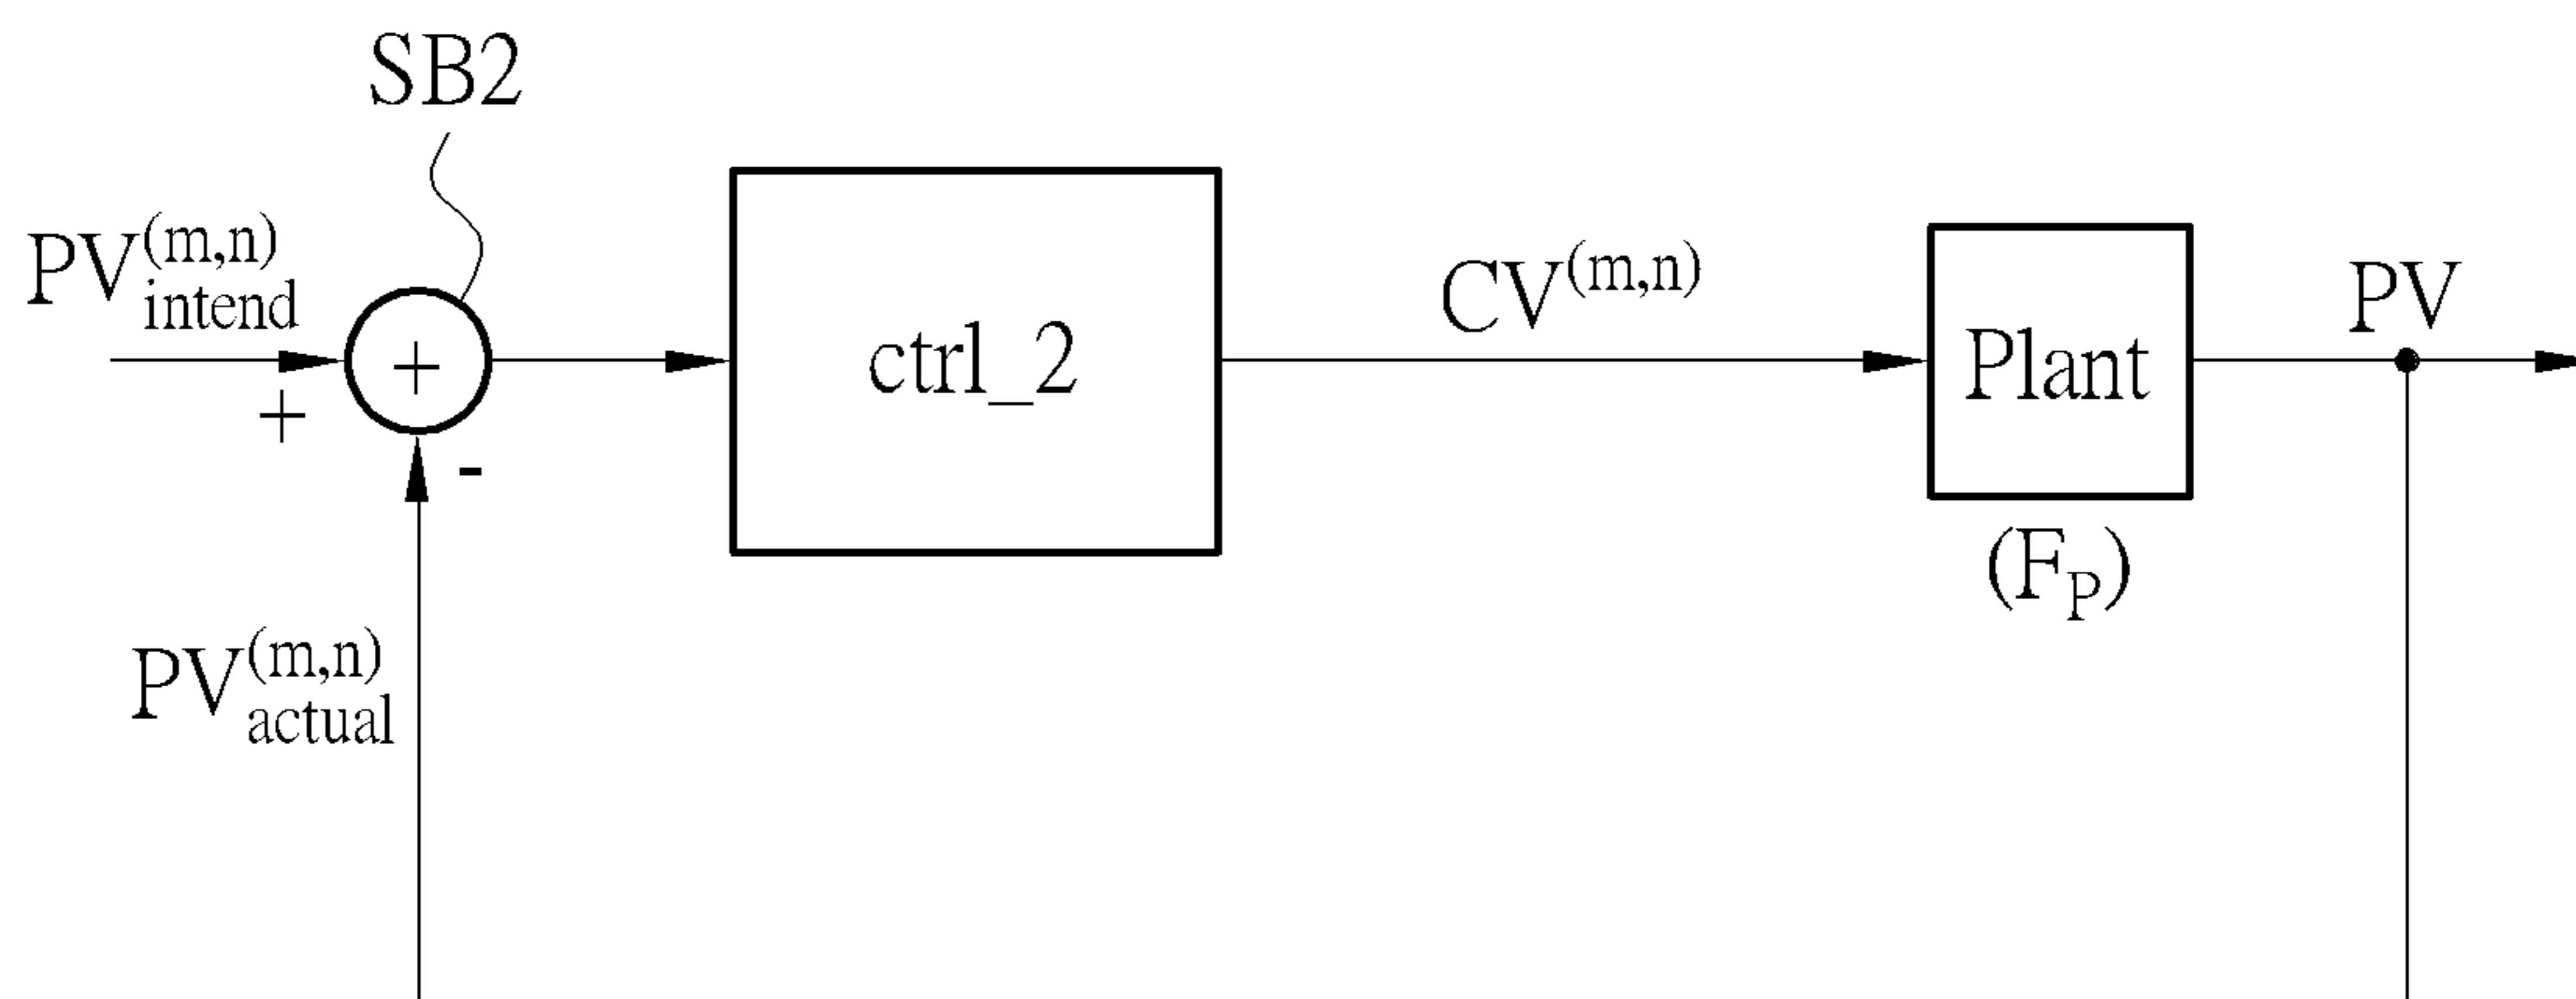 SB2
PV(m,n)intend
+
+
-
ctrl_2
CV(m,n)
Plant
(FP)
PV
PV(m,n)actual